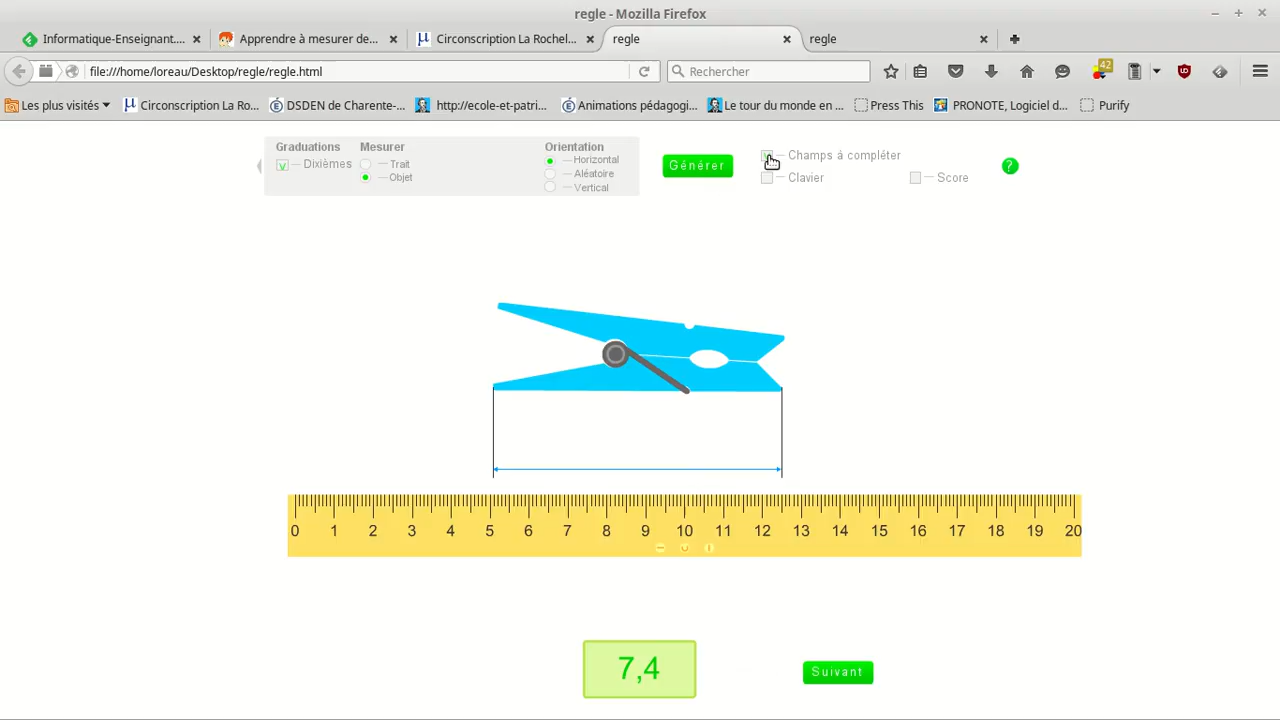 regle - Mozilla Firefox
Informatique-Enseignant.... Apprendre à mesurer de... Circonscription La Rochel... regle regle
file:///home/loreau/Desktop/regle/regle.html Rechercher 42
Les plus visités Circonscription La Ro... DSDEN de Charente-... http://ecole-et-patri... Animations pédagogi... Le tour du monde en ... Press This PRONOTE, Logiciel d... Purify
Graduations Mesurer Orientation
Dixièmes Trait Horizontal
Objet Aléatoire
Vertical
Générer
Champs à compléter
Clavier Score
?
0 1 2 3 4 5 6 7 8 9 10 11 12 13 14 15 16 17 18 19 20
7,4
Suivant